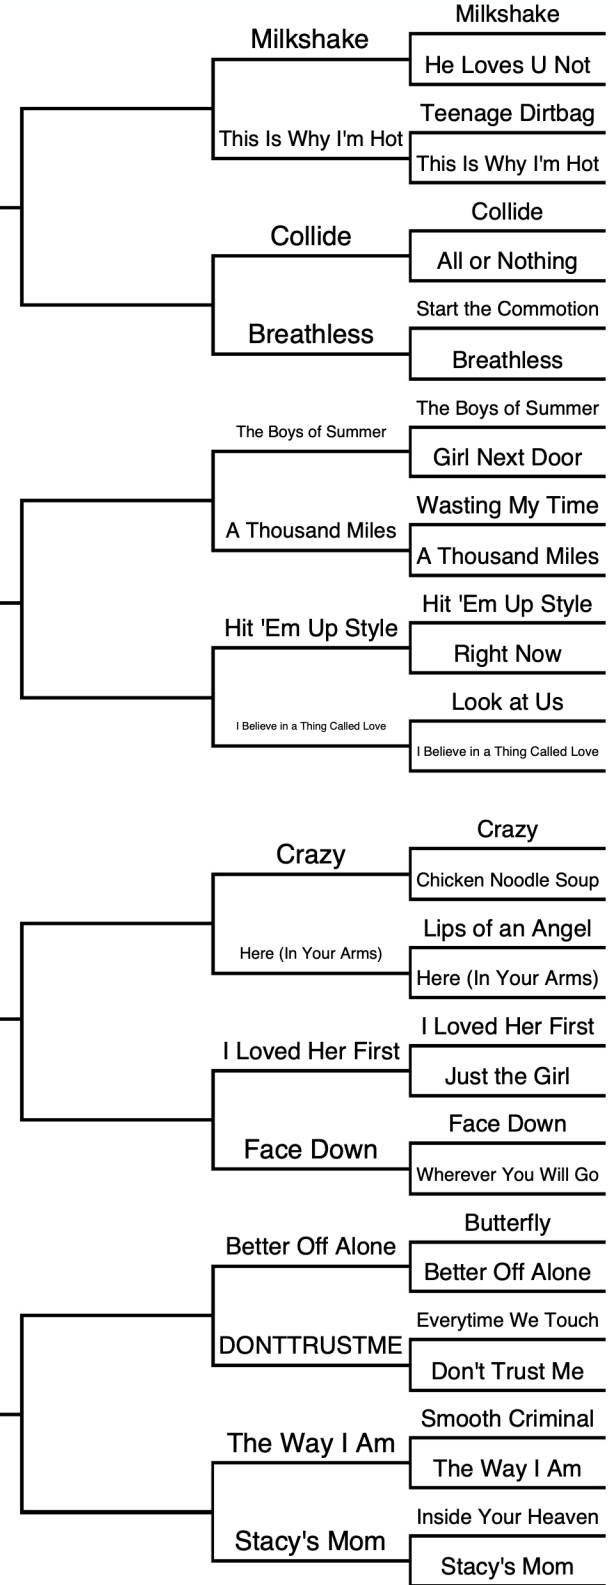 Milkshake
Milkshake
He Loves U Not
Teenage Dirtbag
This Is Why I'm Hot
This Is Why I'm Hot
Collide
Collide
All or Nothing
Start the Commotion
Breathless
Breathless
The Boys of Summer
The Boys of Summer
Girl Next Door
Wasting My Time
A Thousand Miles
A Thousand Miles
Hit 'Em Up Style
Hit 'Em Up Style
Right Now
Look at Us
I Believe in a Thing Called Love
I Believe in a Thing Called Love
Crazy
Crazy
Chicken Noodle Soup
Lips of an Angel
Here (In Your Arms)
Here (In Your Arms)
I Loved Her First
I Loved Her First
Just the Girl
Face Down
Face Down
Wherever You Will Go
Butterfly
Better Off Alone
Better Off Alone
Everytime We Touch
DONTTRUSTME
Don't Trust Me
Smooth Criminal
The Way I Am
The Way I Am
Inside Your Heaven
Stacy's Mom
Stacy's Mom